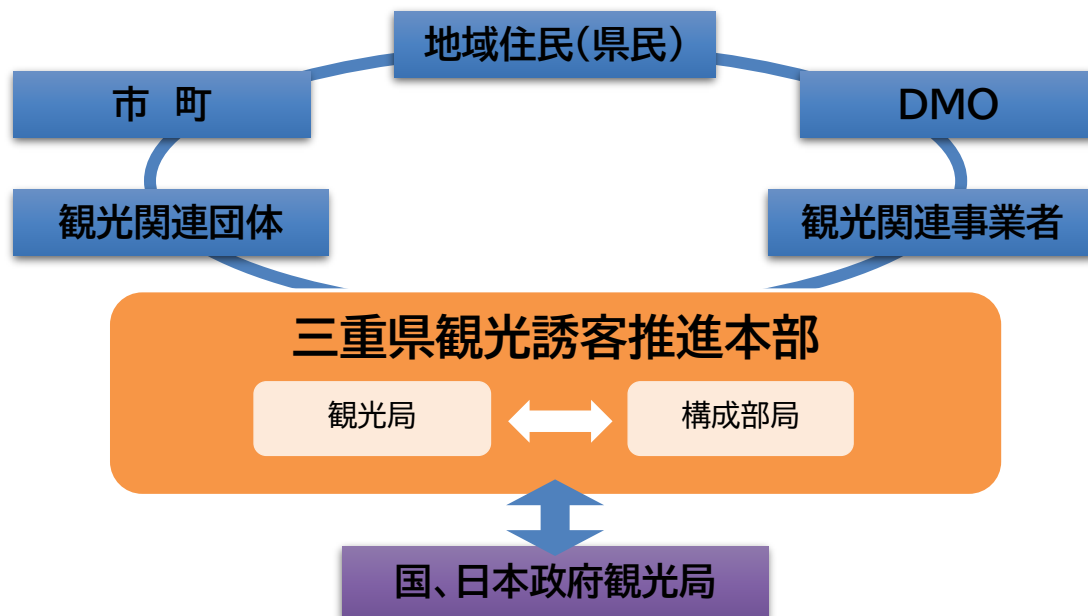 地域住民(県民)
市 町
DMO
観光関連団体
観光関連事業者
三重県観光誘客推進本部
観光局
構成部局
国、日本政府観光局